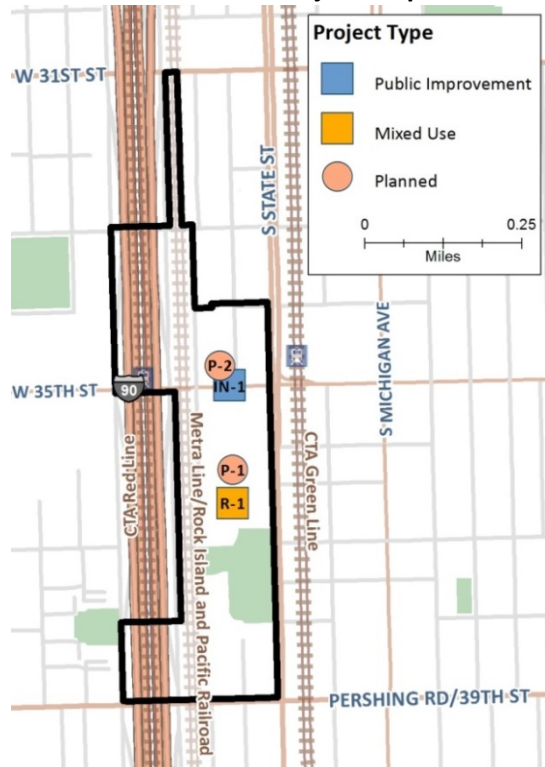 Project Type
Public Improvement
Mixed Use
Planned
0 0.25
Miles
W 31ST ST
S STATE ST
S MICHIGAN AVE
W 35TH ST
90
P-2
IN-1
P-1
R-1
CTA Red Line
Metra Line/Rock Island and Pacific Railroad
CTA Green Line
PERSHING RD/39TH ST